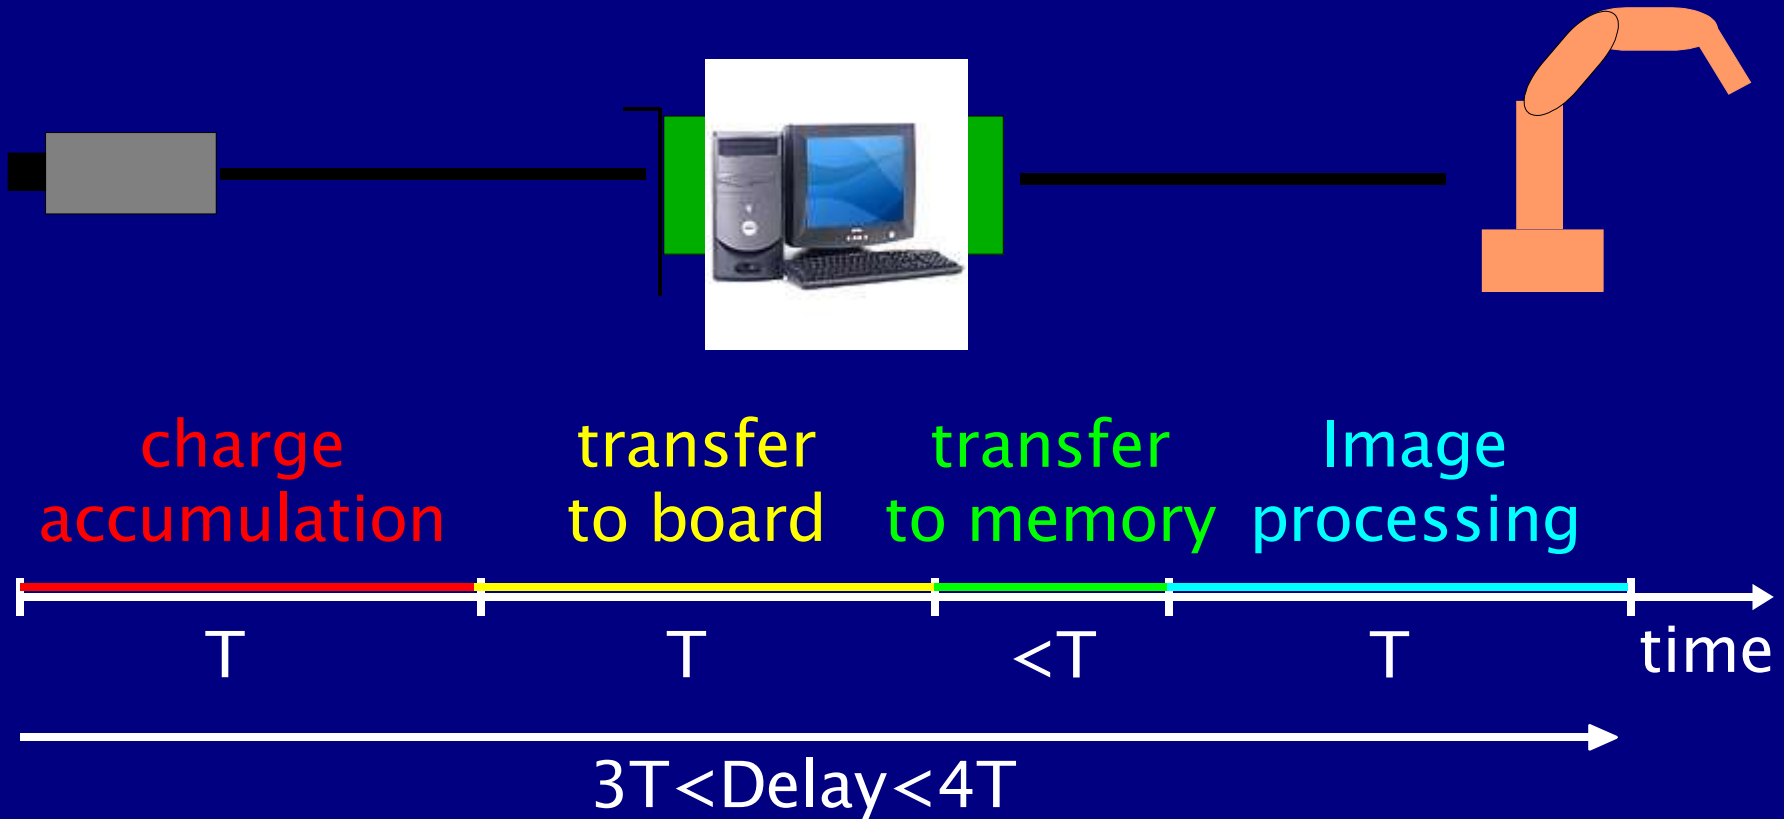 charge
accumulation
transfer
to board
transfer
to memory
Image
processing
T
T
<T
T
time
3T<Delay<4T